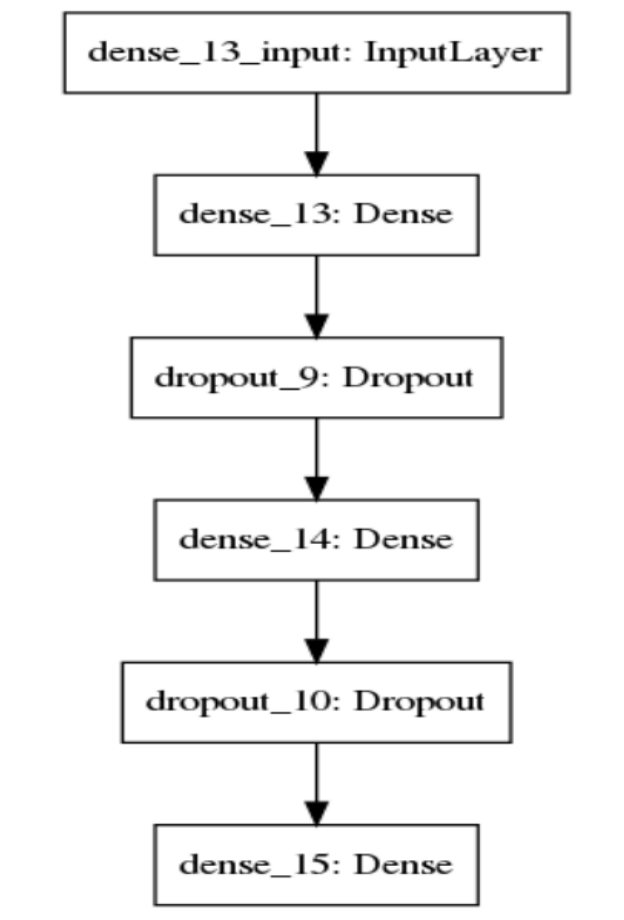 dense_13_input: InputLayer
dense_13: Dense
dropout_9: Dropout
dense_14: Dense
dropout_10: Dropout
dense_15: Dense